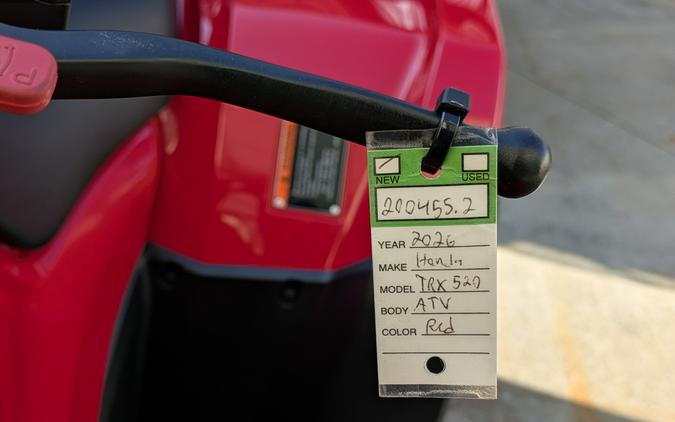 NEW USED
200455.2
YEAR 2026
MAKE Honda
MODEL TRX 520
BODY ATV
COLOR Red